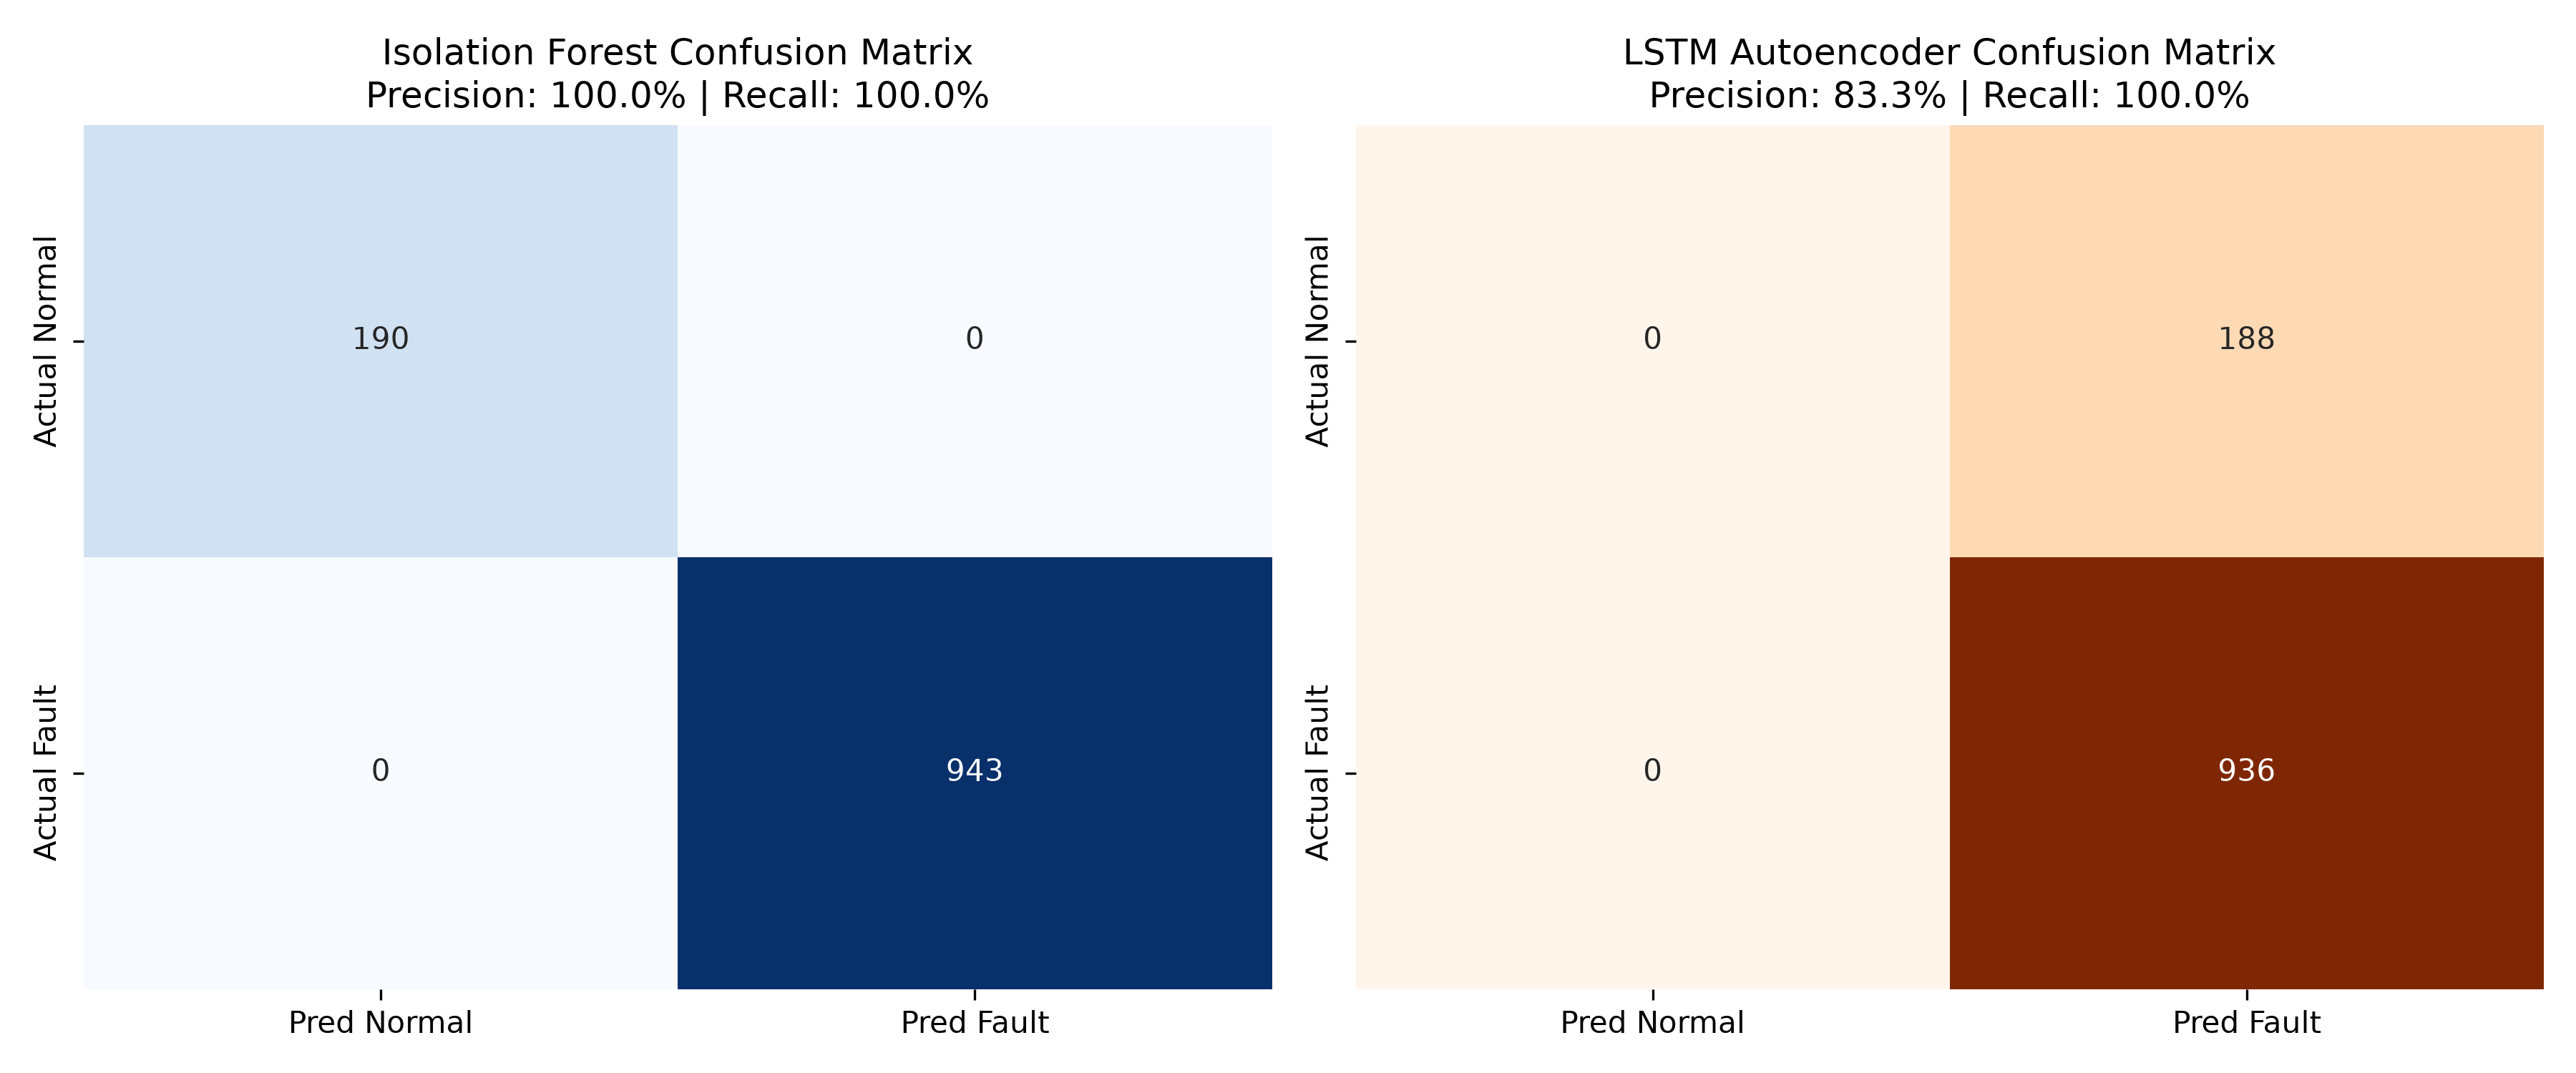 Isolation Forest Confusion Matrix
Precision: 100.0% | Recall: 100.0%
Actual Normal
190
0
Actual Fault
0
943
Pred Normal
Pred Fault
LSTM Autoencoder Confusion Matrix
Precision: 83.3% | Recall: 100.0%
Actual Normal
0
188
Actual Fault
0
936
Pred Normal
Pred Fault